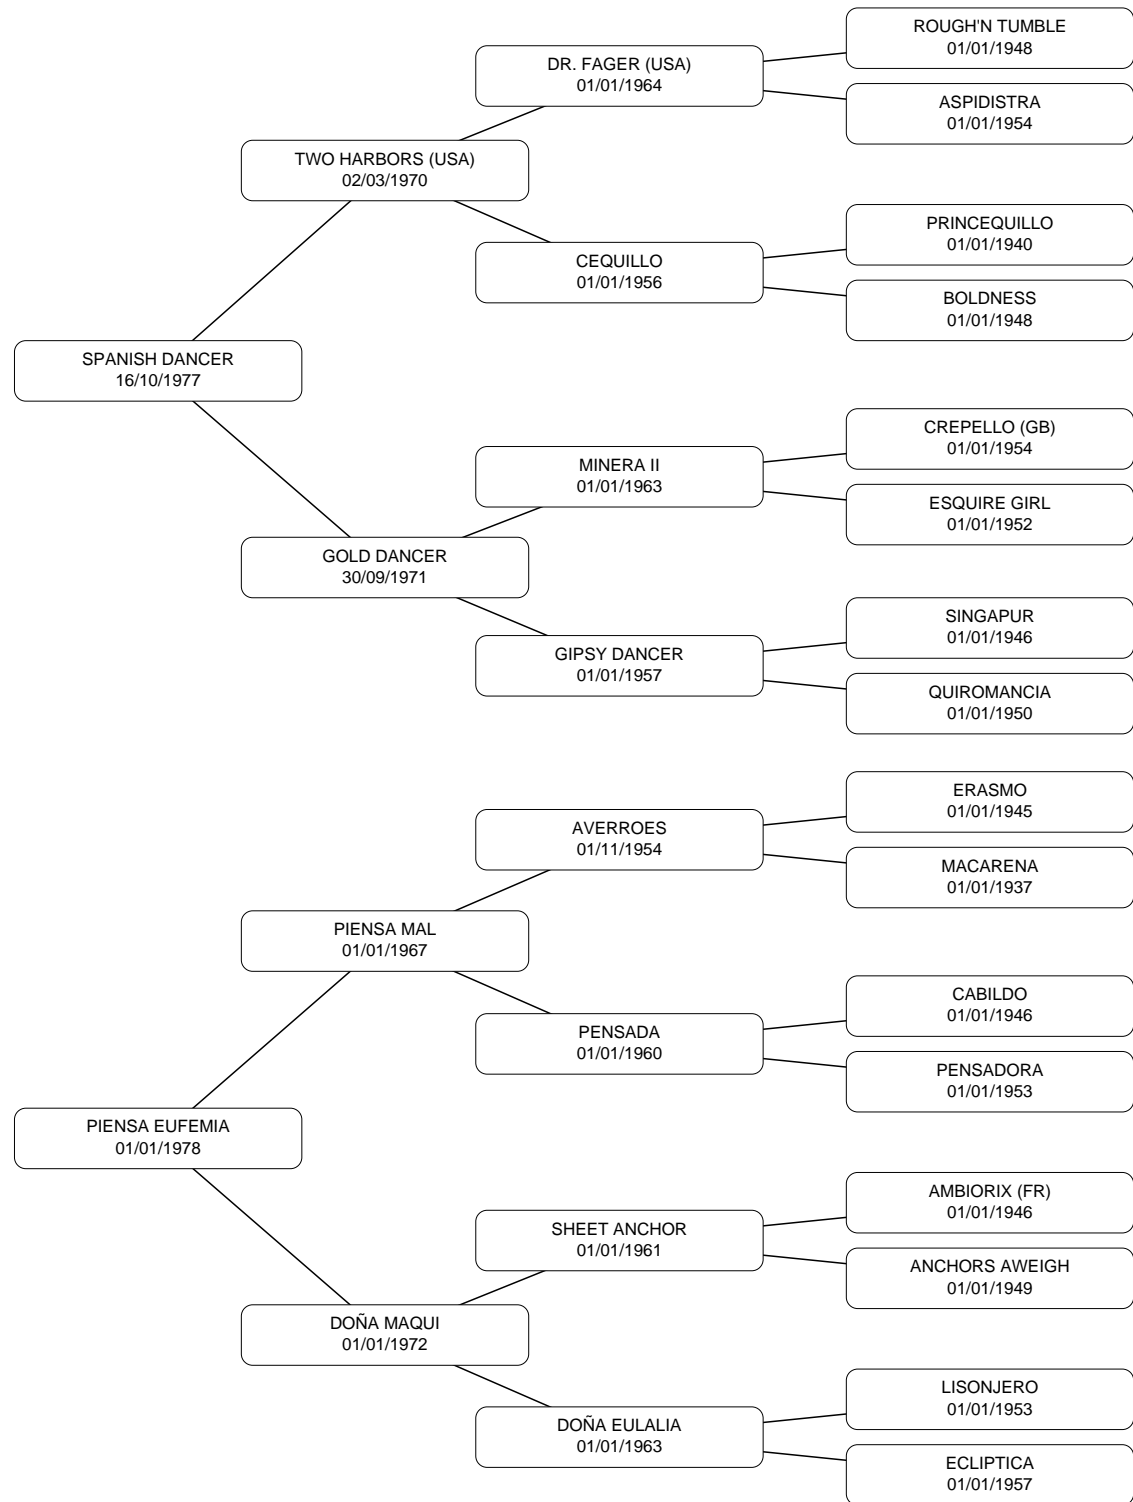 ROUGH'N TUMBLE
01/01/1948
DR. FAGER (USA)
01/01/1964
ASPIDISTRA
01/01/1954
TWO HARBORS (USA)
02/03/1970
PRINCEQUILLO
01/01/1940
CEQUILLO
01/01/1956
BOLDNESS
01/01/1948
SPANISH DANCER
16/10/1977
CREPELLO (GB)
01/01/1954
MINERA II
01/01/1963
ESQUIRE GIRL
01/01/1952
GOLD DANCER
30/09/1971
SINGAPUR
01/01/1946
GIPSY DANCER
01/01/1957
QUIROMANCIA
01/01/1950
ERASMO
01/01/1945
AVERROES
01/11/1954
MACARENA
01/01/1937
PIENSA MAL
01/01/1967
CABILDO
01/01/1946
PENSADA
01/01/1960
PENSADORA
01/01/1953
PIENSA EUFEMIA
01/01/1978
AMBIORIX (FR)
01/01/1946
SHEET ANCHOR
01/01/1961
ANCHORS AWEIGH
01/01/1949
DOÑA MAQUI
01/01/1972
LISONJERO
01/01/1953
DOÑA EULALIA
01/01/1963
ECLIPTICA
01/01/1957